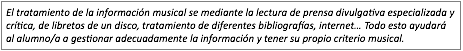 El tratamiento de la información musical se mediante la lectura de prensa divulgativa especializada y
crítica, de libretos de un disco, tratamiento de diferentes bibliografías, internet... Todo esto ayudará
al alumno/a a gestionar adecuadamente la información y tener su propio criterio musical.